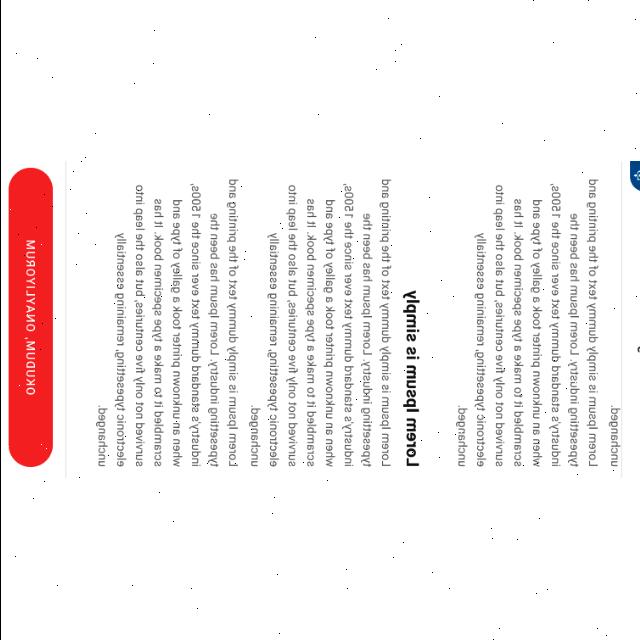 unchanged.
Lorem Ipsum is simply dummy text of the printing and
typesetting industry. Lorem Ipsum has been the
industry's standard dummy text ever since the 1500s,
when an unknown printer took a galley of type and
scrambled it to make a type specimen book. It has
survived not only five centuries, but also the leap into
electronic typesetting, remaining essentially
unchanged.
Lorem Ipsum is simply
Lorem Ipsum is simply dummy text of the printing and
typesetting industry. Lorem Ipsum has been the
industry's standard dummy text ever since the 1500s,
when an unknown printer took a galley of type and
scrambled it to make a type specimen book. It has
survived not only five centuries, but also the leap into
electronic typesetting, remaining essentially
unchanged.
Lorem Ipsum is simply dummy text of the printing and
typesetting industry. Lorem Ipsum has been the
industry's standard dummy text ever since the 1500s,
when an unknown printer took a galley of type and
scrambled it to make a type specimen book. It has
survived not only five centuries, but also the leap into
electronic typesetting, remaining essentially
unchanged.
OKUDUM, ONAYLIYORUM